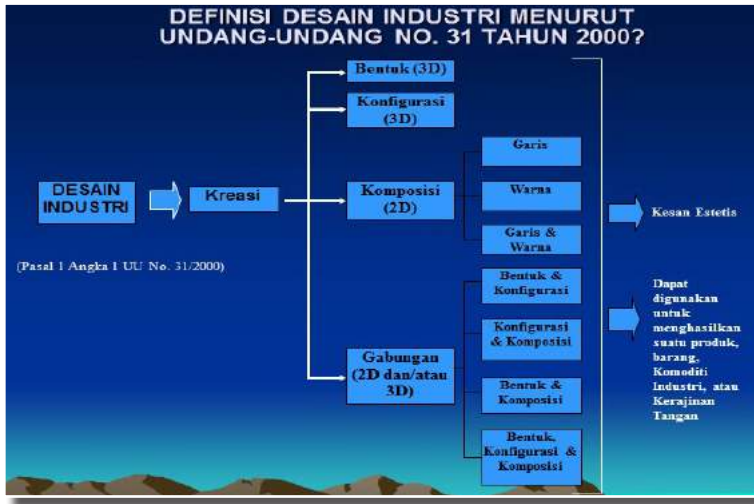 DEFINISI DESAIN INDUSTRI MENURUT
UNDANG-UNDANG NO. 31 TAHUN 2000?
DESAIN
INDUSTRI
(Pasal 1 Angka 1 UU No. 31/2000)
Kreasi
Bentuk (3D)
Konfigurasi
(3D)
Komposisi
(2D)
Garis
Warna
Garis &
Warna
Gabungan
(2D dan/atau
3D)
Bentuk &
Konfigurasi
Konfigurasi
& Komposisi
Bentuk &
Komposisi
Bentuk,
Konfigurasi &
Komposisi
Kesan Estetis
Dapat
digunakan
untuk
menghasilkan
suatu produk,
barang,
Komoditi
Industri, atau
Kerajinan
Tangan